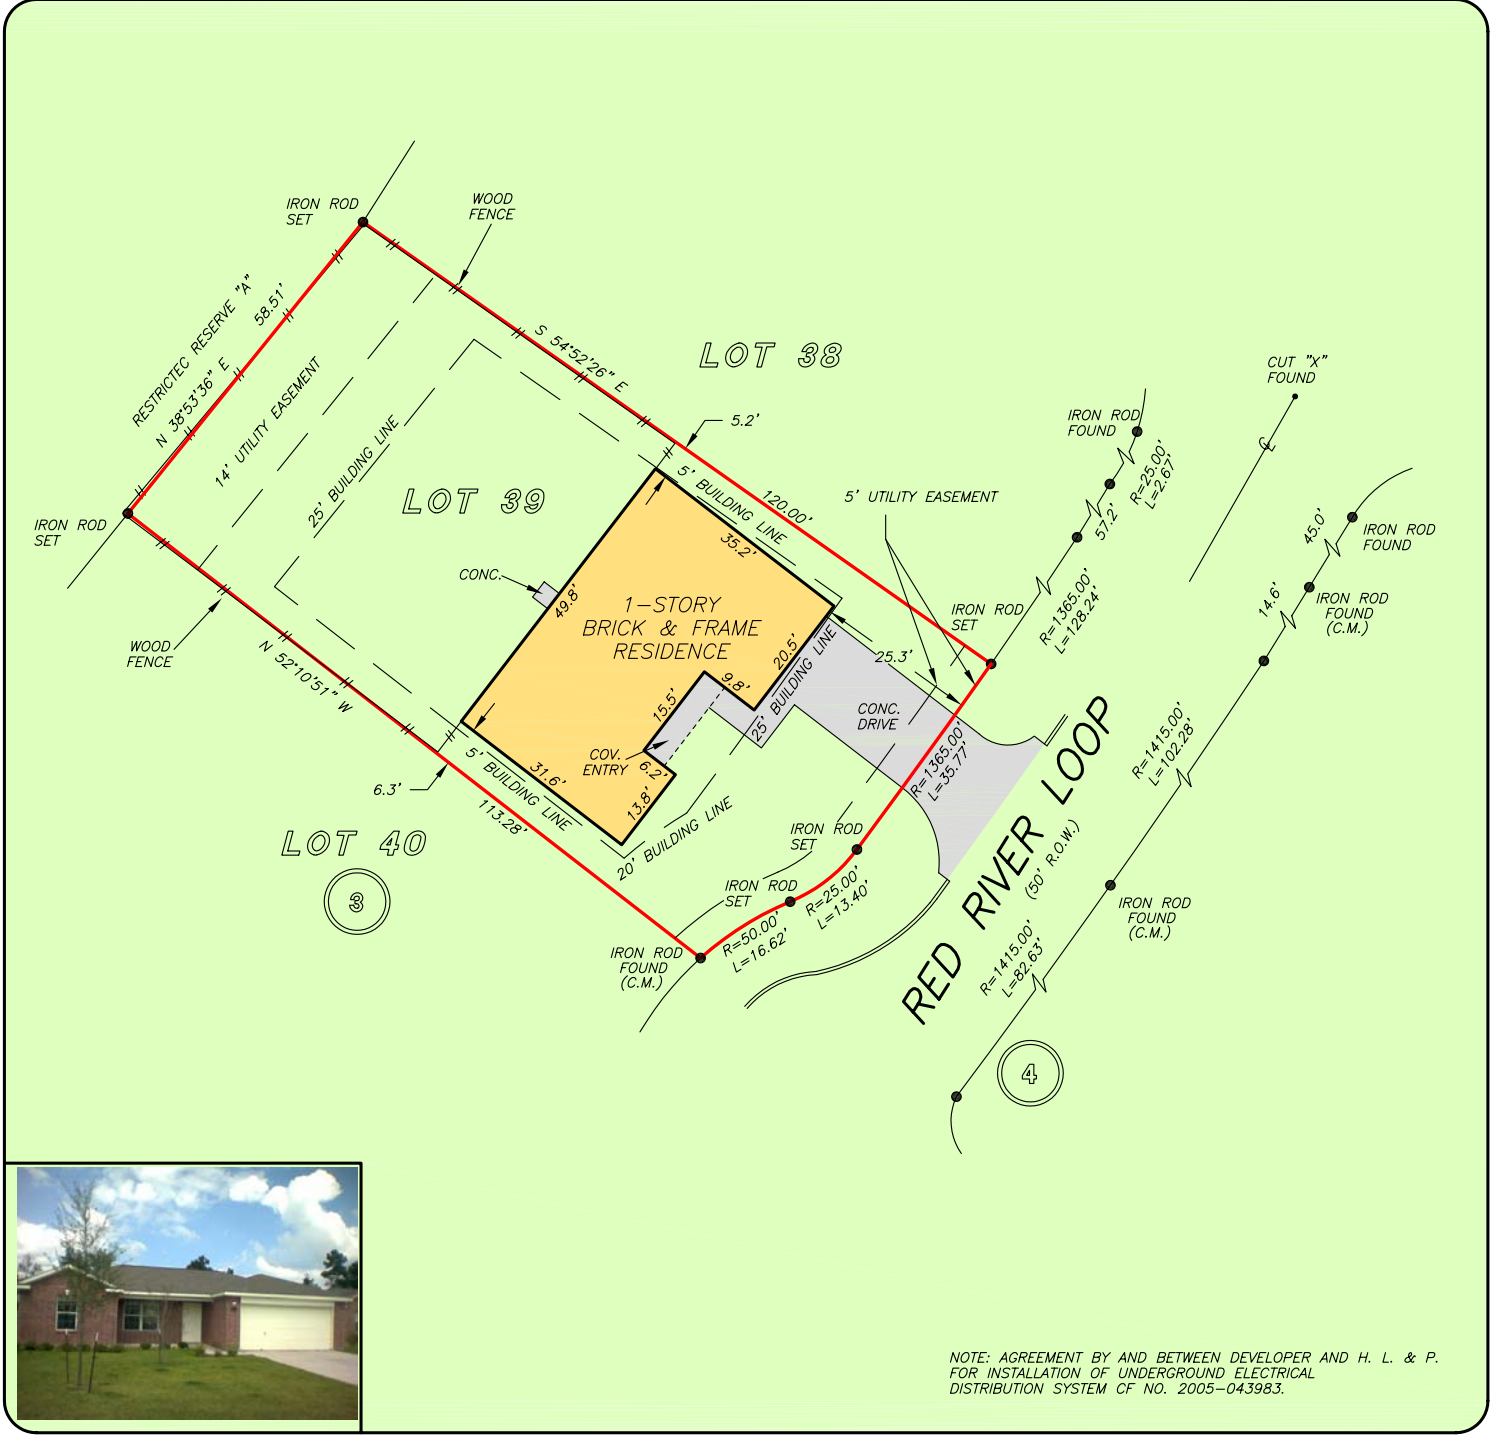 IRON ROD
SET
WOOD
FENCE
RESTRICTEC RESERVE "A"
58.51'
N 38°53'36" E
14' UTILITY EASEMENT
25' BUILDING LINE
S 54°52'26" E
LOT 38
5.2'
CUT "X"
FOUND
IRON ROD
FOUND
℄
R=25.00'
L=2.67'
57.2'
45.0'
IRON ROD
FOUND
LOT 39
5' BUILDING LINE
120.00'
5' UTILITY EASEMENT
IRON ROD
SET
35.2'
CONC.
49.8'
1-STORY
BRICK & FRAME
RESIDENCE
IRON ROD
SET
R=1365.00'
L=128.24'
14.6'
IRON ROD
FOUND
(C.M.)
WOOD
FENCE
N 52°10'51" W
20.5'
25' BUILDING LINE
25.3'
9.8'
15.5'
CONC.
DRIVE
COV.
ENTRY
6.2'
13.8'
31.6'
5' BUILDING LINE
6.3'
113.28'
R=1365.00'
L=35.77'
R=1415.00'
L=102.28'
LOT 40
3
20' BUILDING LINE
IRON ROD
SET
IRON ROD
SET
R=25.00'
L=13.40'
R=50.00'
L=16.62'
IRON ROD
FOUND
(C.M.)
RED RIVER LOOP
(50' R.O.W.)
IRON ROD
FOUND
(C.M.)
R=1415.00'
L=82.63'
4
NOTE: AGREEMENT BY AND BETWEEN DEVELOPER AND H. L. & P.
FOR INSTALLATION OF UNDERGROUND ELECTRICAL
DISTRIBUTION SYSTEM CF NO. 2005-043983.